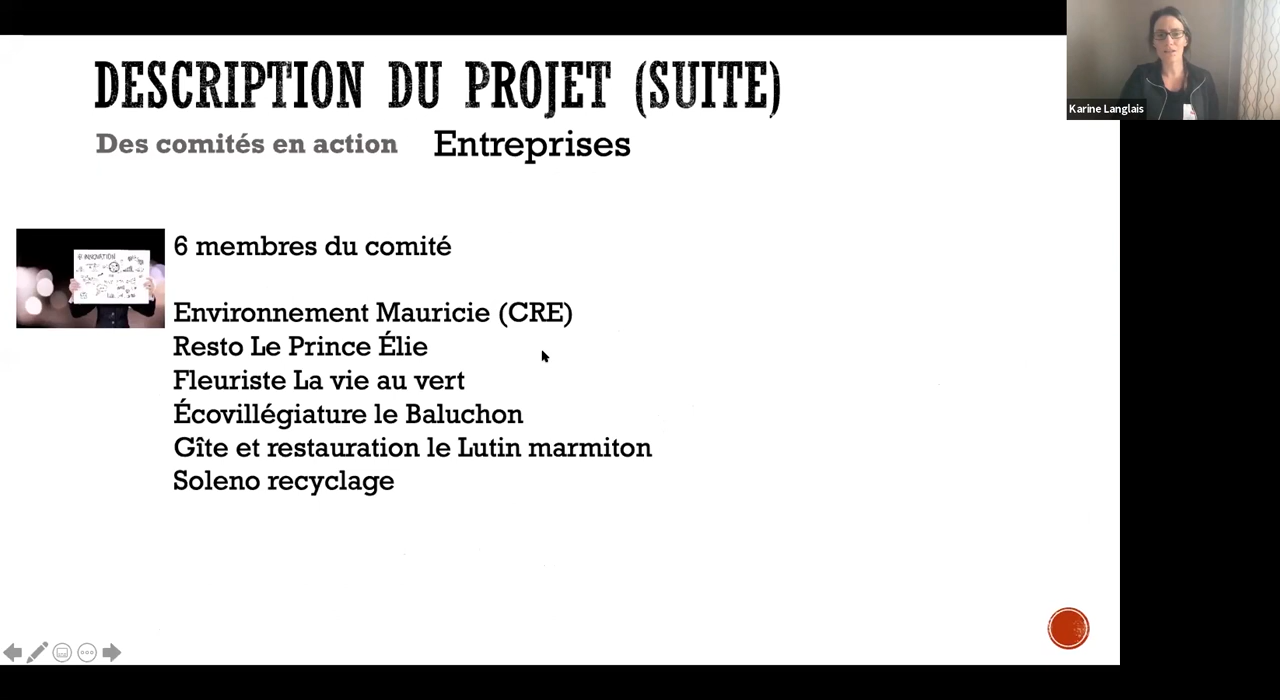 DESCRIPTION DU PROJET (SUITE)
Des comités en action Entreprises
Karine Langlais
INNOVATION
6 membres du comité
Environnement Mauricie (CRE)
Resto Le Prince Élie
Fleuriste La vie au vert
Écovillégiature le Baluchon
Gîte et restauration le Lutin marmiton
Soleno recyclage